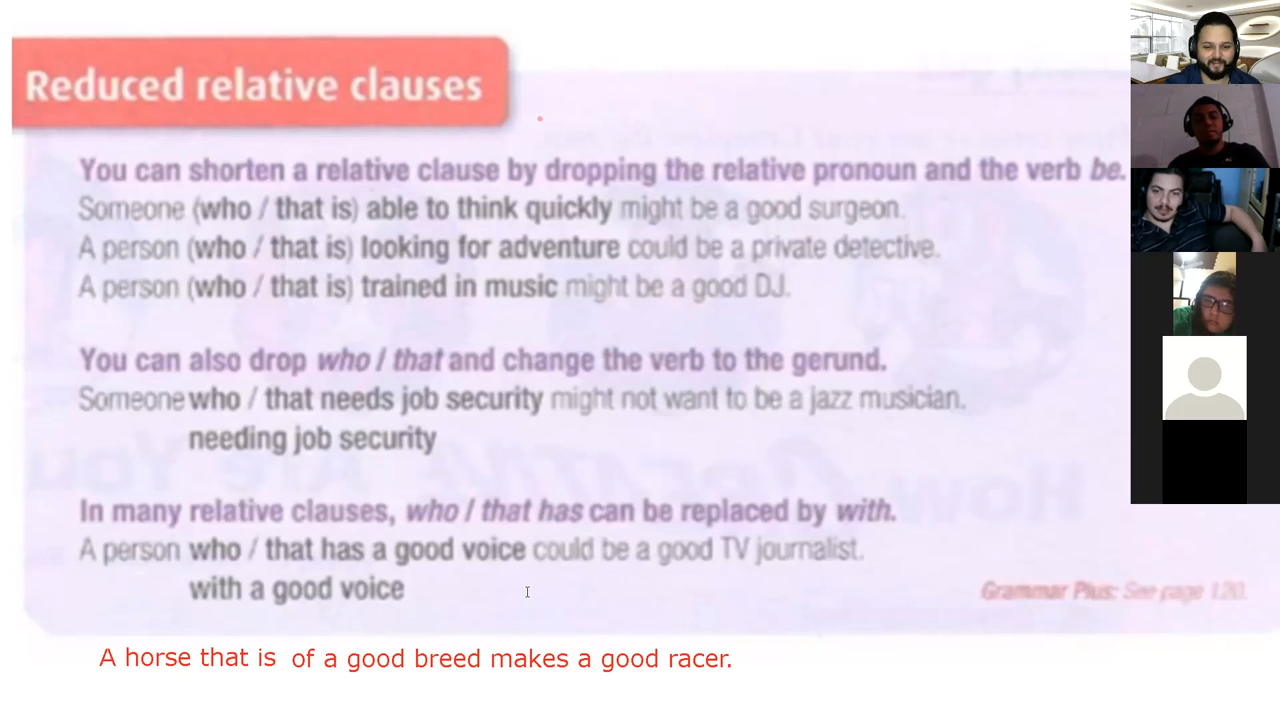 Reduced relative clauses
You can shorten a relative clause by dropping the relative pronoun and the verb be.
Someone (who / that is) able to think quickly might be a good surgeon.
A person (who / that is) looking for adventure could be a private detective.
A person (who / that is) trained in music might be a good DJ.
You can also drop who / that and change the verb to the gerund.
Someone who / that needs job security might not want to be a jazz musician.
needing job security
In many relative clauses, who / that has can be replaced by with.
A person who / that has a good voice could be a good TV journalist.
with a good voice
Grammar Plus: See page 120.
A horse that is of a good breed makes a good racer.